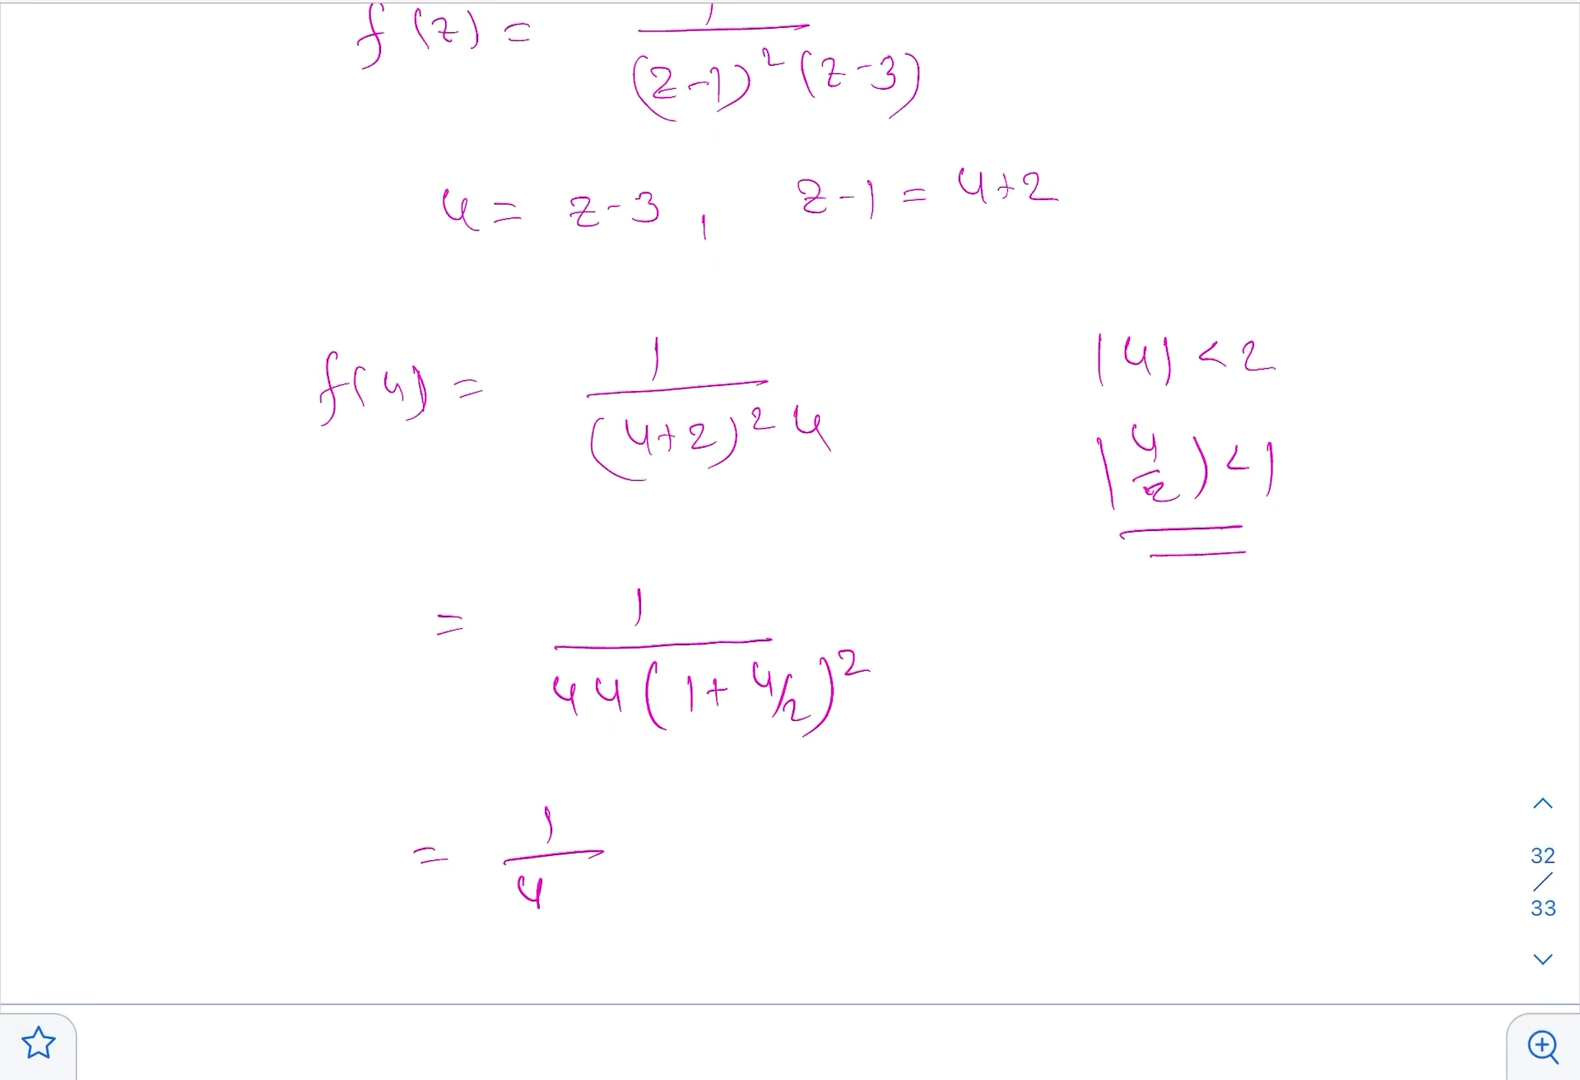 f(z) = 1/((z-1)²(z-3))
u = z-3, z-1 = u+2
f(u) = 1/((u+2)² u) |u| < 2
|u/2| < 1
= 1/(4u(1+u/2)²)
= 1/4
32
/
33